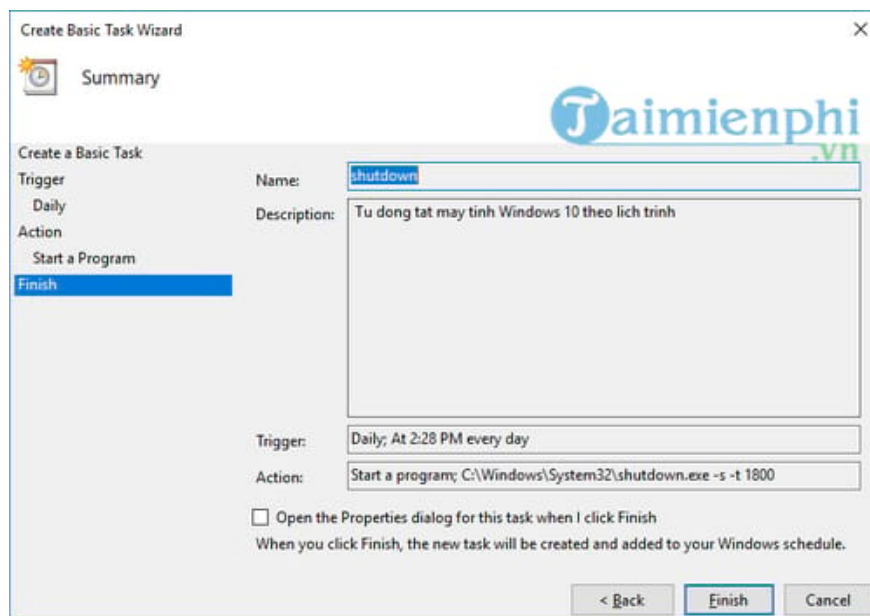 Create Basic Task Wizard
Summary
Taimienphi
.vn
Create a Basic Task
Trigger
Daily
Action
Start a Program
Finish
Name: shutdown
Description: Tu dong tat may tinh Windows 10 theo lich trinh
Trigger: Daily; At 2:28 PM every day
Action: Start a program; C:\Windows\System32\shutdown.exe -s -t 1800
Open the Properties dialog for this task when I click Finish
When you click Finish, the new task will be created and added to your Windows schedule.
< Back Finish Cancel